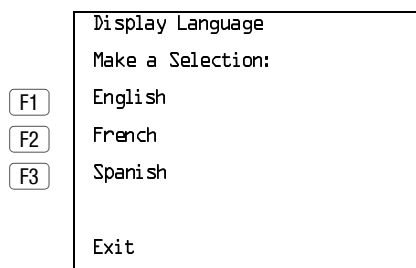 Display Language
Make a Selection:
F1 English
F2 French
F3 Spanish
Exit